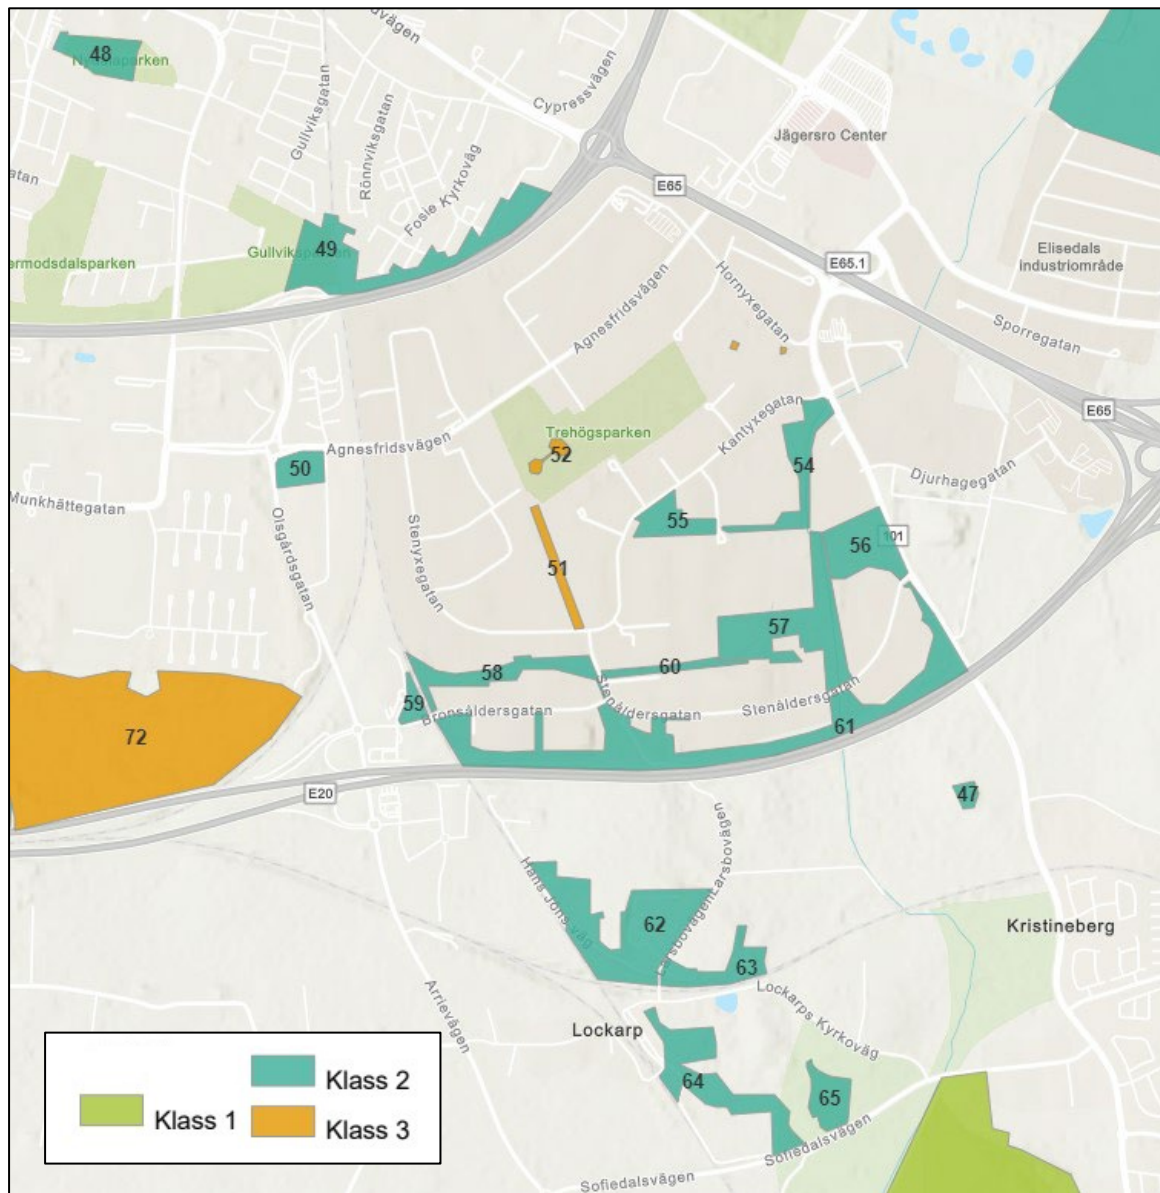 48
Cypressvägen
Gullviksgatan
Rönnviksgatan
Fosie Kyrkoväg
Jägersro Center
E65
49
Elisedals
industriområde
ermodsdalsparken
E65.1
Hornyxegatan
Agnesfridsvägen
Sporregatan
Kantyxegatan
E65
Trehögsparken
Agnesfridsvägen
52
50
54
Djurhagegatan
Munkhättegatan
55
Olsgårdsgatan
Stenyxegatan
101
56
51
57
58
60
59
Bronsåldersgatan
Stenåldersgatan
Stenåldersgatan
61
72
E20
47
Larsbovägen
Hans Jöns väg
Larsbovägen
62
Kristineberg
63
Arrievägen
Lockarps Kyrkoväg
Lockarp
64
65
Sofiedalsvägen
Sofiedalsvägen
Klass 1
Klass 2
Klass 3